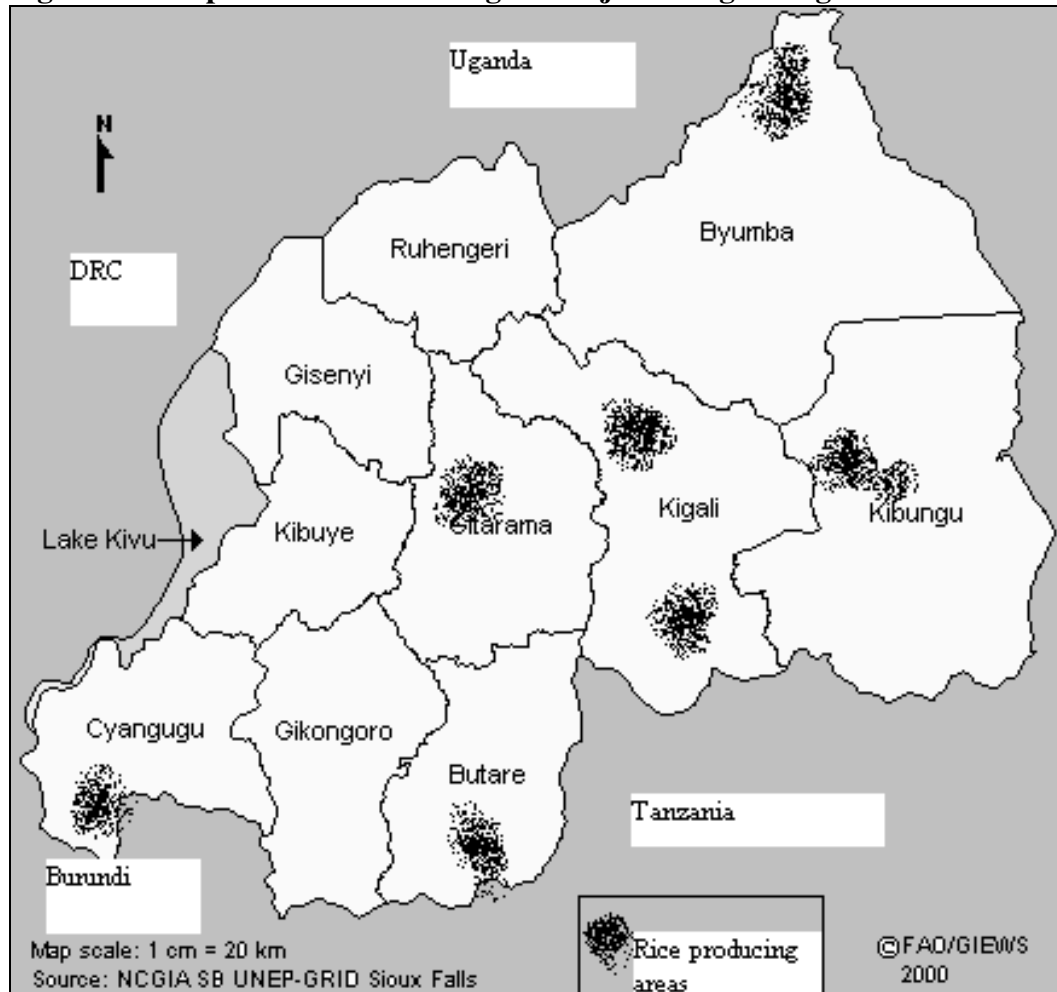 Uganda
N
Byumba
Ruhengeri
DRC
Gisenyi
Kigali
Kibungu
Gitarama
Lake Kivu
Kibuye
Cyangugu
Gikongoro
Butare
Tanzania
Burundi
Map scale: 1 cm = 20 km
Source: NCGIA SB UNEP-GRID Sioux Falls
Rice producing
areas
©FAO/GIEWS
2000